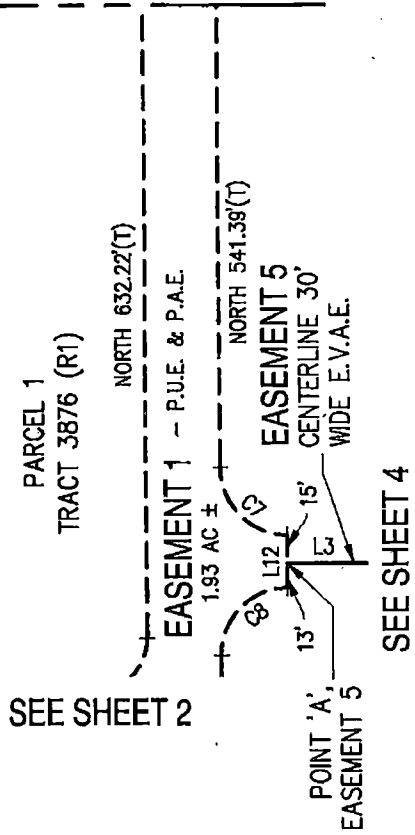 PARCEL 1
TRACT 3876 (R1)
NORTH 632.22'(T)
EASEMENT 1 - P.U.E. & P.A.E.
1.93 AC ±
NORTH 541.39'(T)
EASEMENT 5
CENTERLINE 30'
WIDE E.V.A.E.
C7
C8
L12
15'
13'
L3
POINT 'A',
EASEMENT 5
SEE SHEET 2
SEE SHEET 4